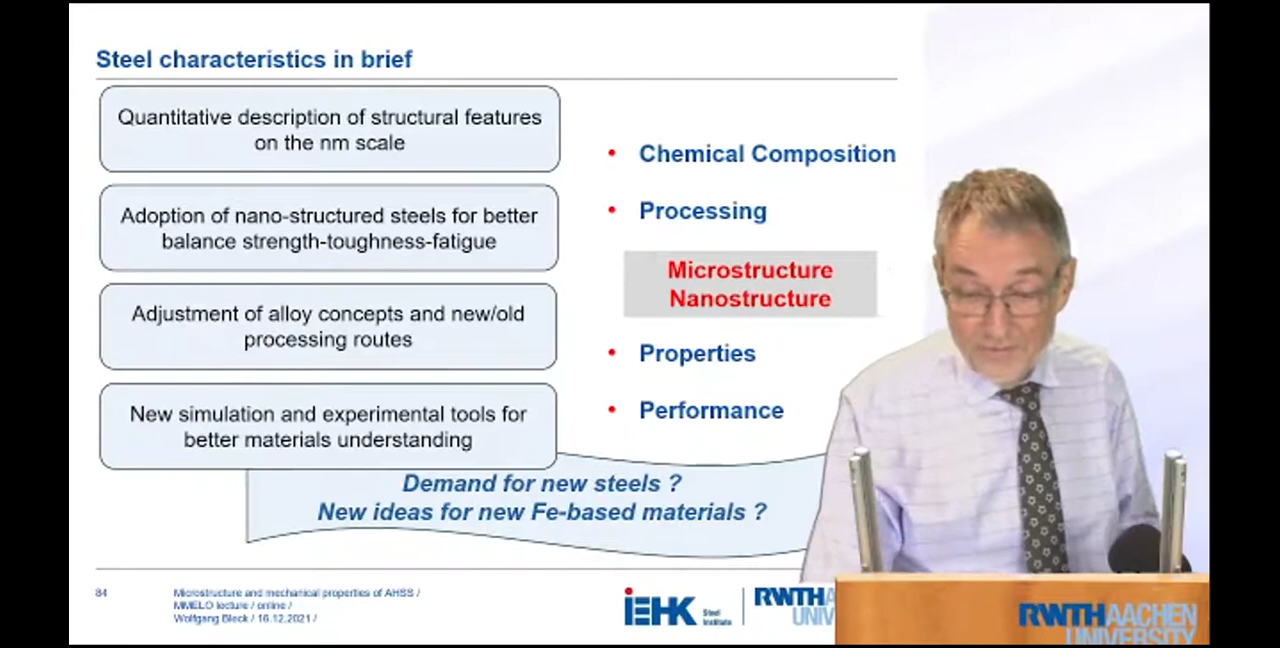 Steel characteristics in brief
Quantitative description of structural features
on the nm scale
Adoption of nano-structured steels for better
balance strength-toughness-fatigue
Adjustment of alloy concepts and new/old
processing routes
New simulation and experimental tools for
better materials understanding
• Chemical Composition
• Processing
Microstructure
Nanostructure
• Properties
• Performance
Demand for new steels ?
New ideas for new Fe-based materials ?
84
Microstructure and mechanical properties of AHSS /
MMELO lecture / online /
Wolfgang Bleck / 16.12.2021 /
iEHK
Steel
Institute
RWTHA
UNIV
RWTHAACHEN
UNIVERSITY